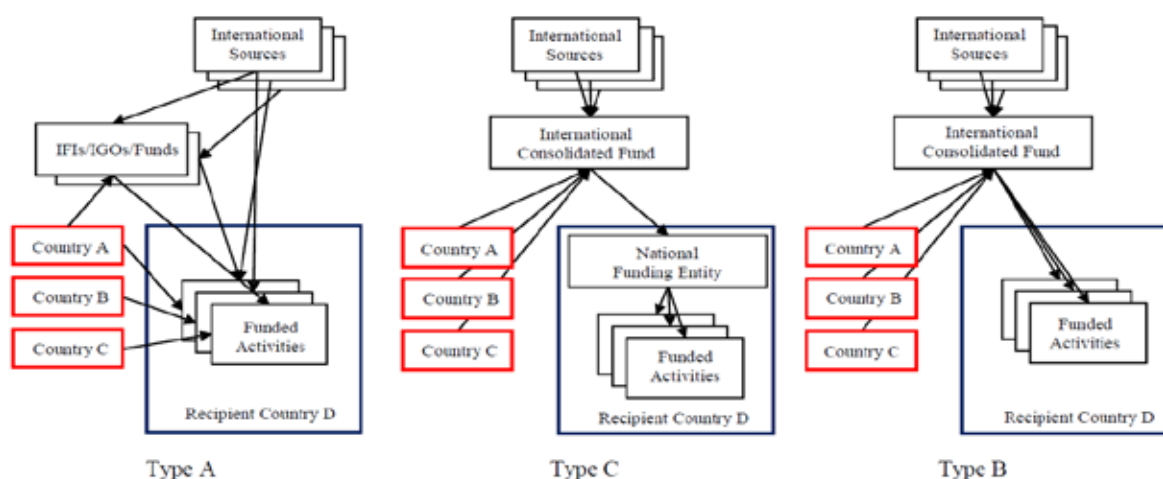 International
Sources
IFIs/IGOs/Funds
Country A
Country B
Country C
Funded
Activities
Recipient Country D
Type A
International
Sources
International
Consolidated Fund
Country A
Country B
Country C
National
Funding Entity
Funded
Activities
Recipient Country D
Type C
International
Sources
International
Consolidated Fund
Country A
Country B
Country C
Funded
Activities
Recipient Country D
Type B